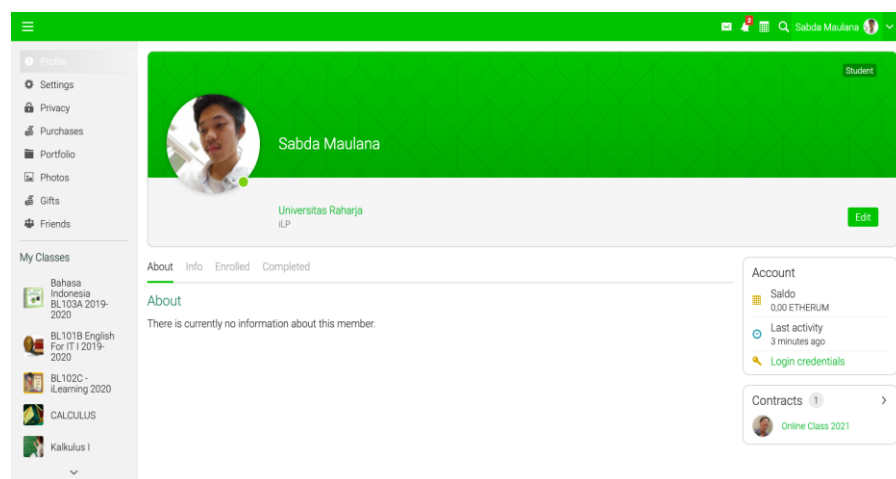 2
Sabda Maulana
Profile
Settings
Privacy
Purchases
Portfolio
Photos
Gifts
Friends
My Classes
Bahasa
Indonesia
BL103A 2019-
2020
BL101B English
For IT I 2019-
2020
BL102C -
iLearning 2020
CALCULUS
Kalkulus I
Student
Sabda Maulana
Universitas Raharja
iLP
Edit
About Info Enrolled Completed
About
There is currently no information about this member.
Account
Saldo
0,00 ETHERUM
Last activity
3 minutes ago
Login credentials
Contracts 1
Online Class 2021